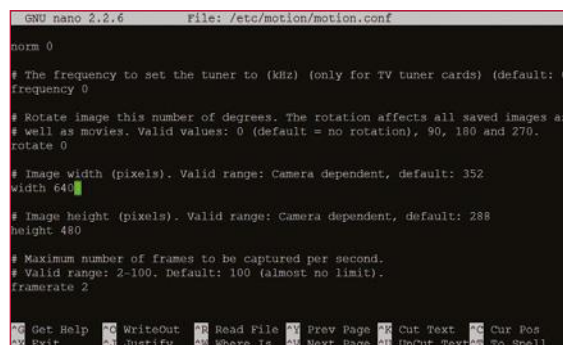 GNU nano 2.2.6 File: /etc/motion/motion.conf
norm 0
# The frequency to set the tuner to (kHz) (only for TV tuner cards) (default:
frequency 0
# Rotate image this number of degrees. The rotation affects all saved images
# well as movies. Valid values: 0 (default = no rotation), 90, 180 and 270.
rotate 0
# Image width (pixels). Valid range: Camera dependent, default: 352
width 640
# Image height (pixels). Valid range: Camera dependent, default: 288
height 480
# Maximum number of frames to be captured per second.
# Valid range: 2-100. Default: 100 (almost no limit).
framerate 2
^G Get Help ^O WriteOut ^R Read File ^Y Prev Page ^K Cut Text ^C Cur Pos
^X Exit ^J Justify ^W Where Is ^V Next Page ^U UnCut Text ^T To Spell